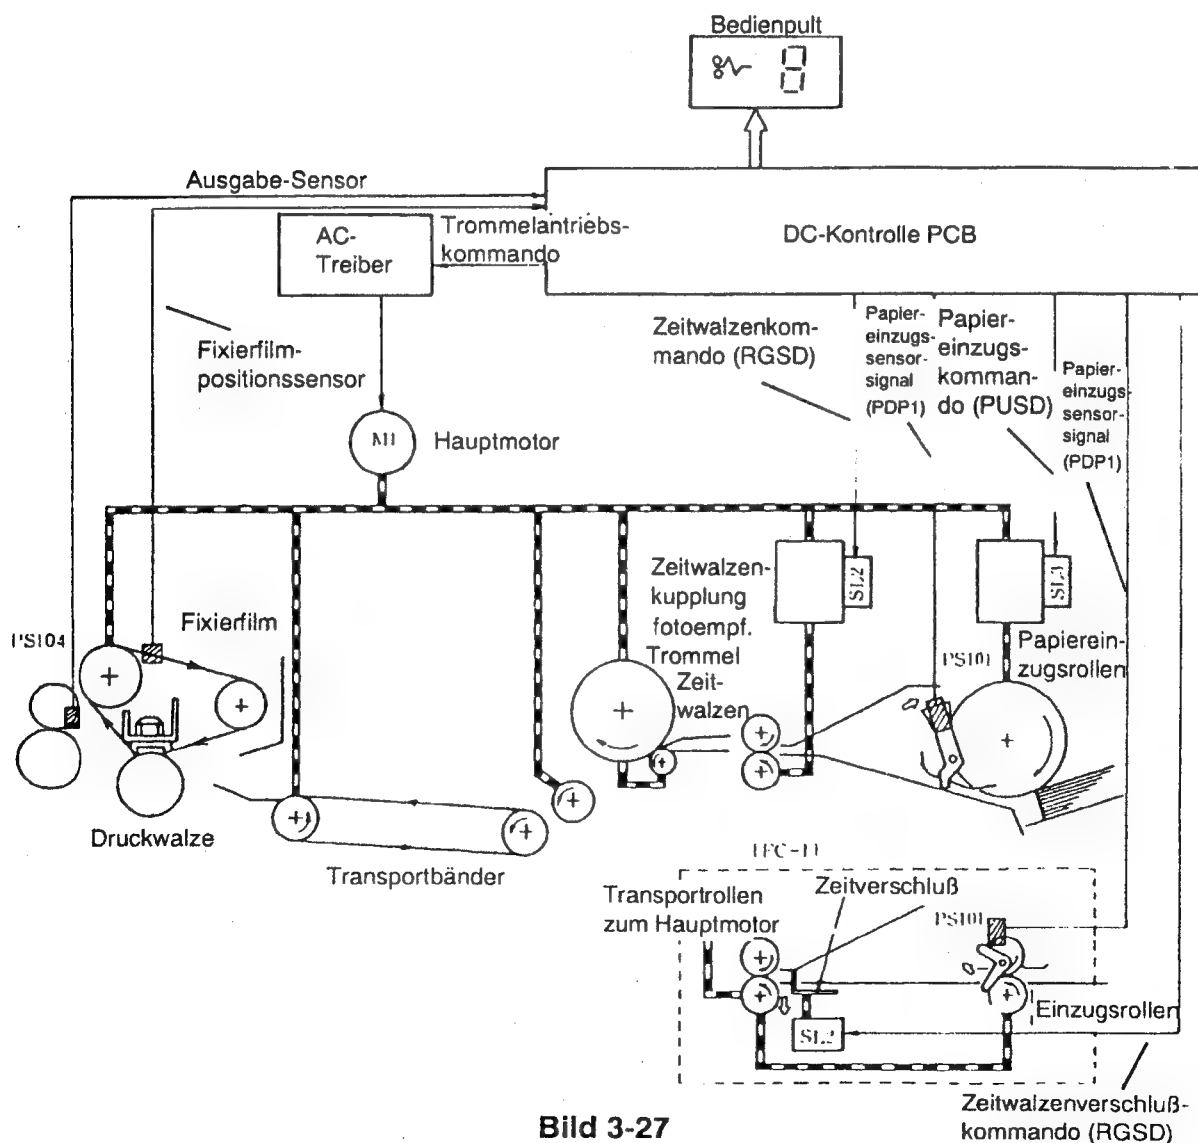 Bedienpult
Ausgabe-Sensor
AC-
Treiber
Trommelantriebs-
kommando
DC-Kontrolle PCB
Fixierfilm-
positionssensor
Zeitwalzenkom-
mando (RGSD)
Papier-
einzugs-
sensor-
signal
(PDP1)
Papier-
einzugs-
komman-
do (PUSD)
Papier-
einzugs-
sensor-
signal
(PDP1)
M1
Hauptmotor
SL2
SL3
Zeitwalzen-
kupplung
fotoempf.
Trommel
Zeit-
walzen
PS104
Fixierfilm
PS101
Papierein-
zugsrollen
Druckwalze
Transportbänder
Transportrollen
zum Hauptmotor
Zeitverschluß
PS101
SL2
Einzugsrollen
Zeitwalzenverschluß-
kommando (RGSD)
Bild 3-27